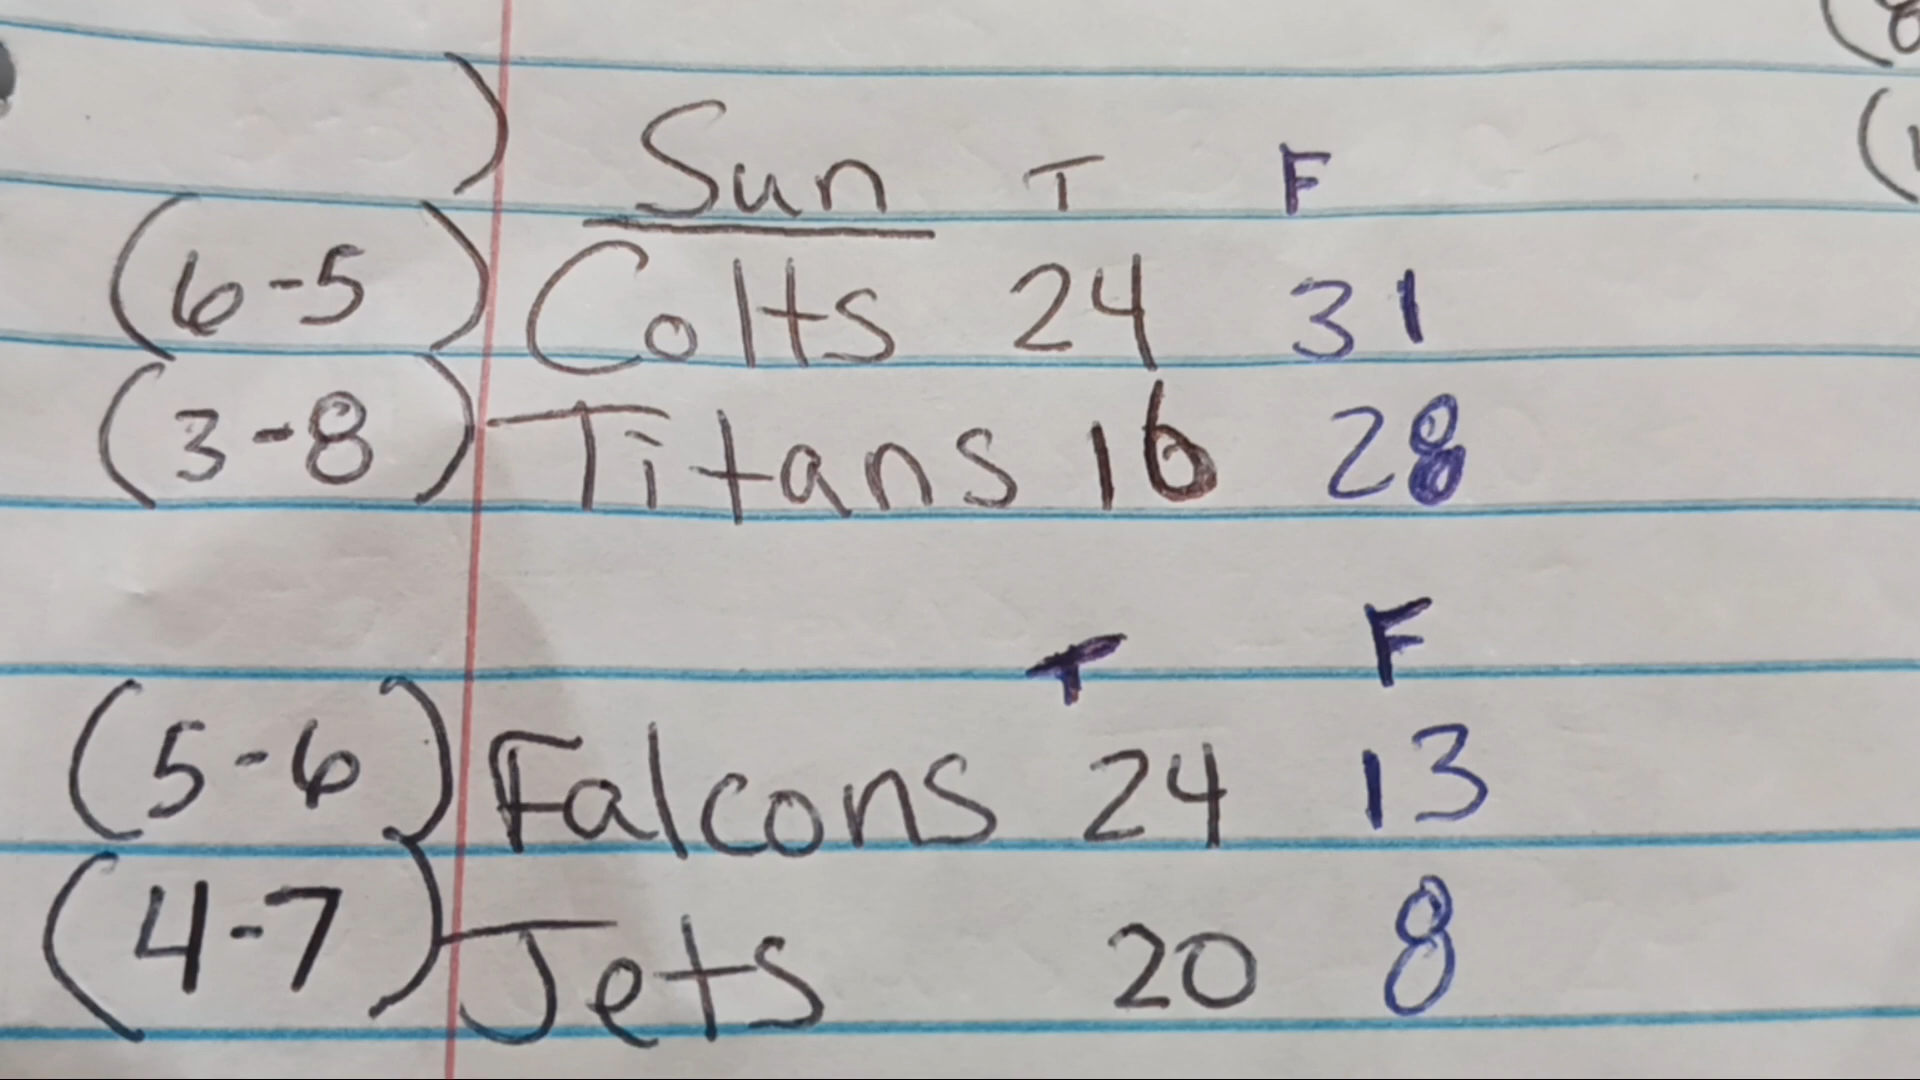 ) Sun T F
(6-5) Colts 24 31
(3-8) Titans 16 28
T F
(5-6) Falcons 24 13
(4-7) Jets 20 8